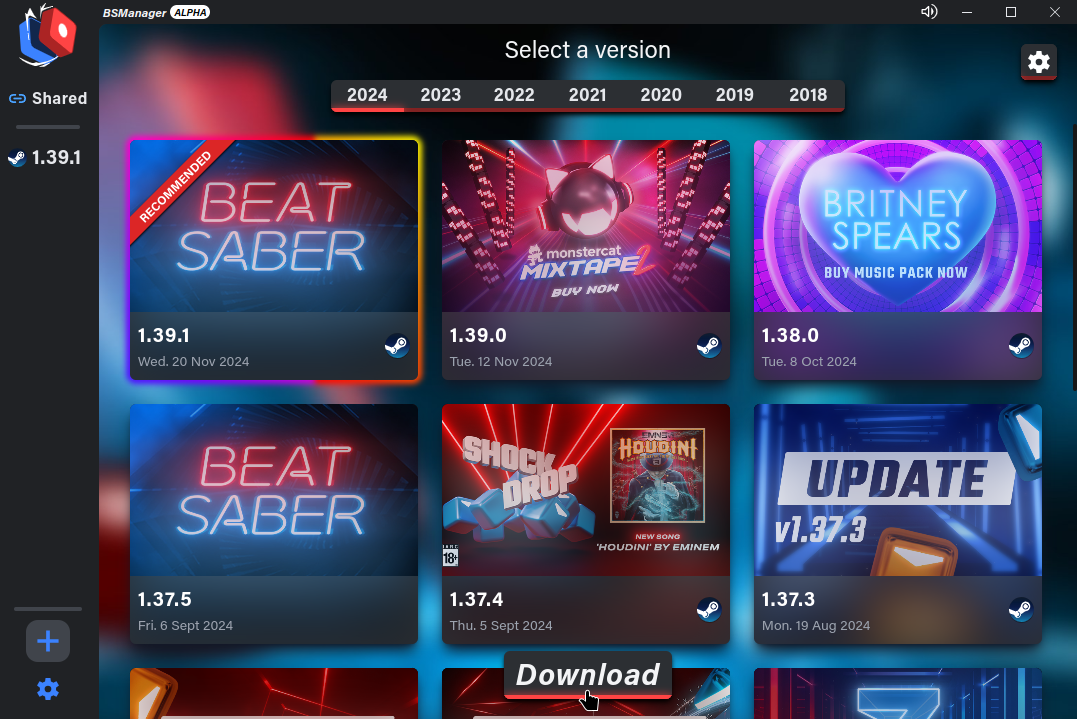 BSManager ALPHA
Select a version
Shared
2024 2023 2022 2021 2020 2019 2018
1.39.1
RECOMMENDED
BEAT
SABER
1.39.1
Wed. 20 Nov 2024
monstercat
MIXTAPE 2
BUY NOW
1.39.0
Tue. 12 Nov 2024
BRITNEY
SPEARS
BUY MUSIC PACK NOW
1.38.0
Tue. 8 Oct 2024
BEAT
SABER
1.37.5
Fri. 6 Sept 2024
SHOCK
DROP
HOUDINI
NEW SONG
'HOUDINI' BY EMINEM
18+
1.37.4
Thu. 5 Sept 2024
UPDATE
v1.37.3
1.37.3
Mon. 19 Aug 2024
Download